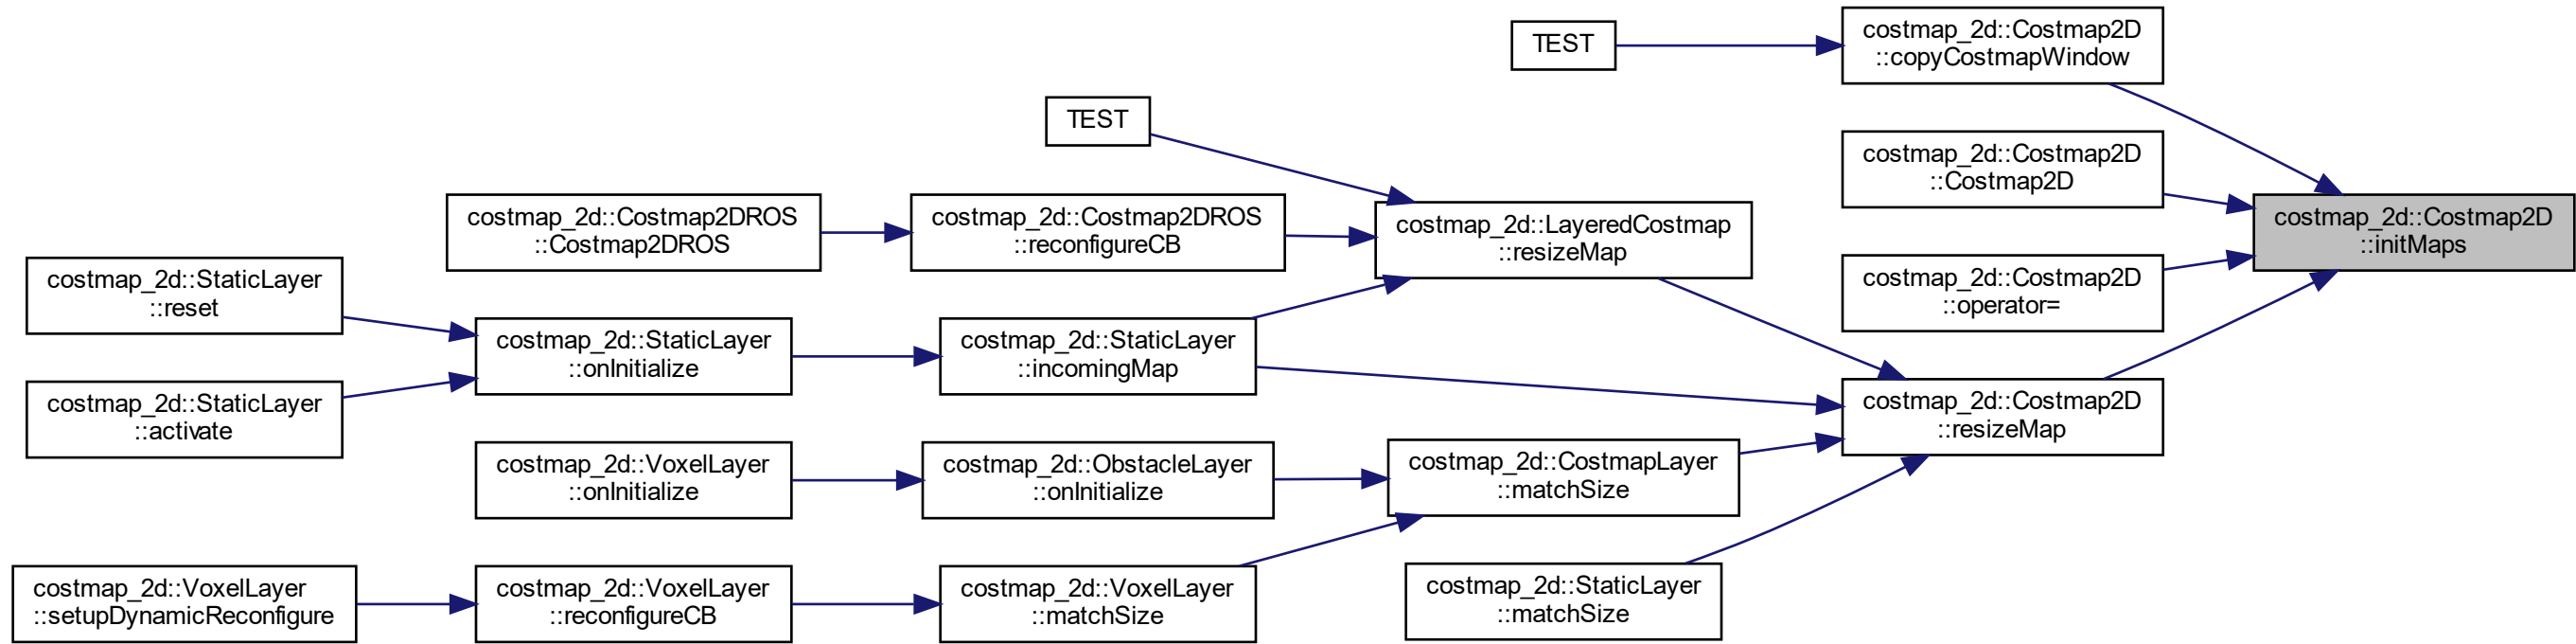 costmap_2d::Costmap2D
::copyCostmapWindow
TEST
TEST
costmap_2d::Costmap2D
::Costmap2D
costmap_2d::Costmap2DROS
::Costmap2DROS
costmap_2d::Costmap2DROS
::reconfigureCB
costmap_2d::LayeredCostmap
::resizeMap
costmap_2d::Costmap2D
::initMaps
costmap_2d::StaticLayer
::reset
costmap_2d::Costmap2D
::operator=
costmap_2d::StaticLayer
::onInitialize
costmap_2d::StaticLayer
::incomingMap
costmap_2d::StaticLayer
::activate
costmap_2d::Costmap2D
::resizeMap
costmap_2d::VoxelLayer
::onInitialize
costmap_2d::ObstacleLayer
::onInitialize
costmap_2d::CostmapLayer
::matchSize
costmap_2d::VoxelLayer
::setupDynamicReconfigure
costmap_2d::VoxelLayer
::reconfigureCB
costmap_2d::VoxelLayer
::matchSize
costmap_2d::StaticLayer
::matchSize